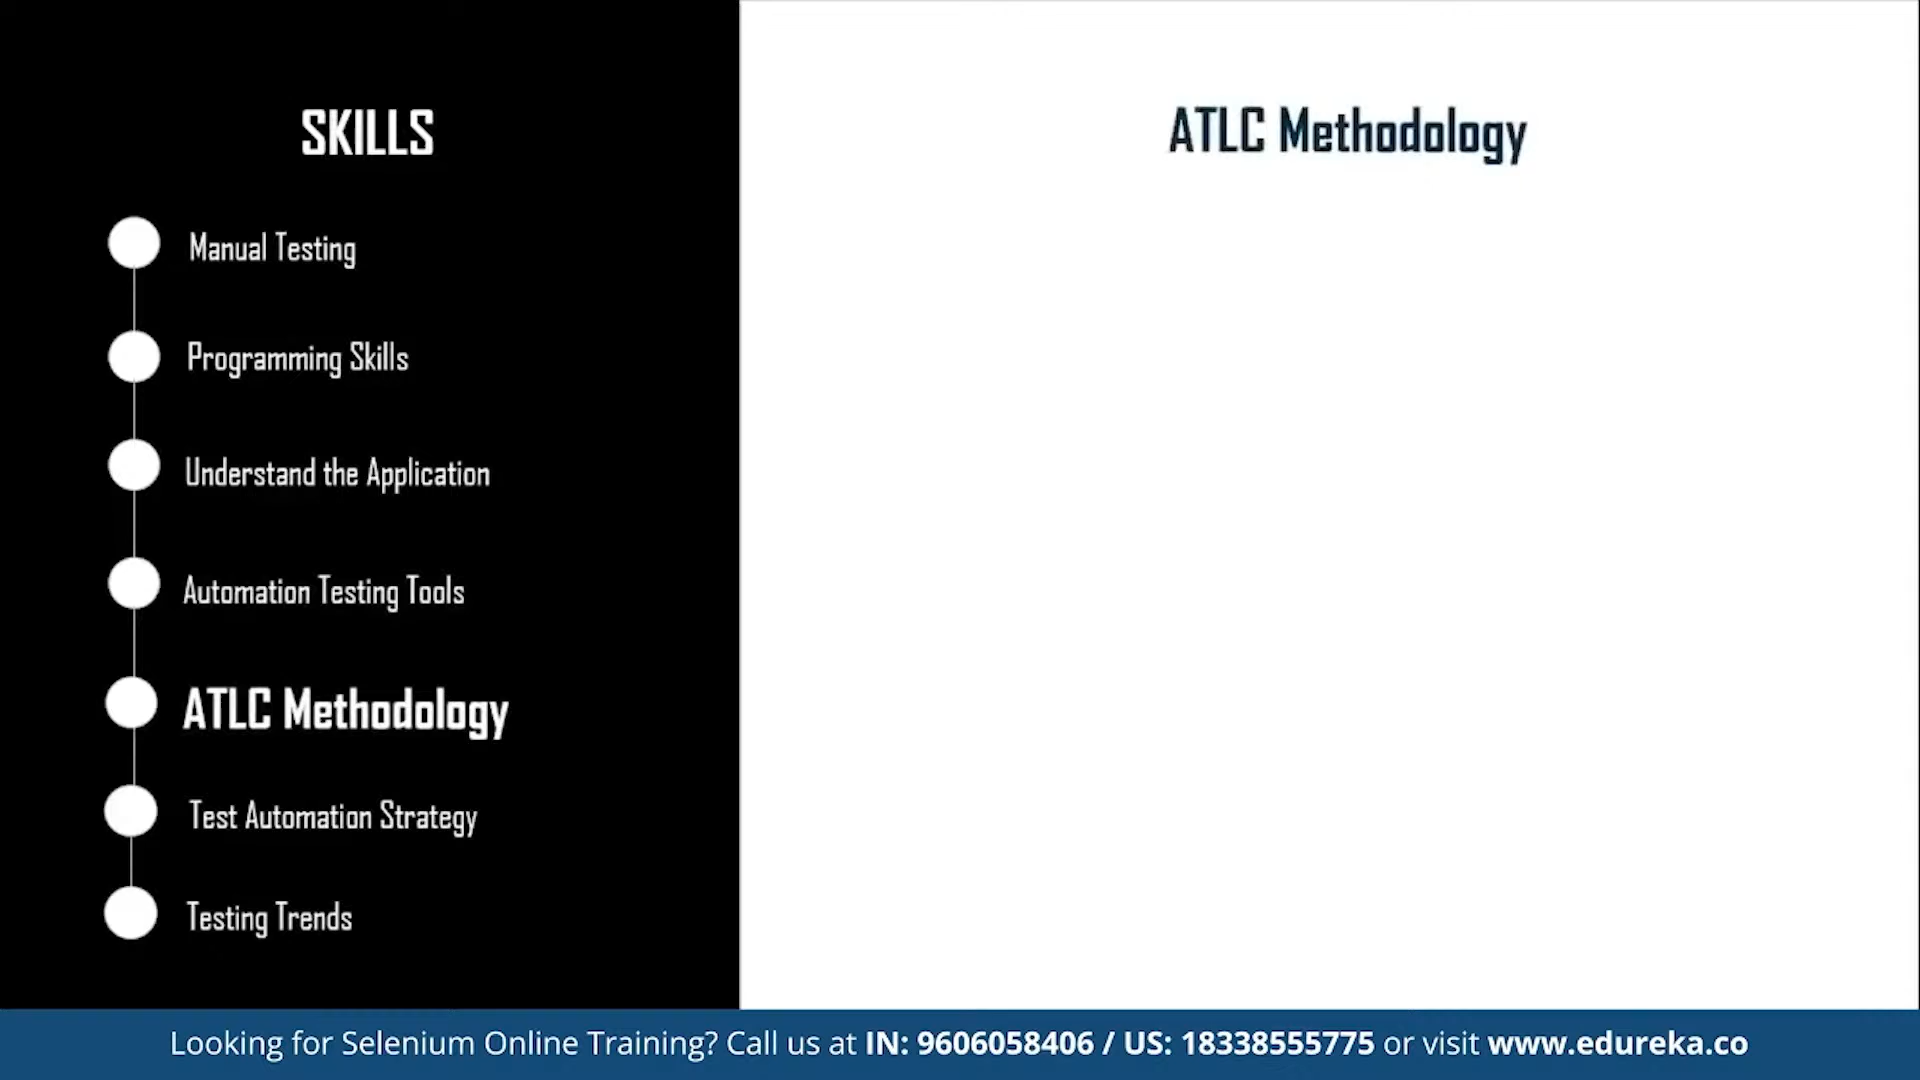 SKILLS
Manual Testing
Programming Skills
Understand the Application
Automation Testing Tools
ATLC Methodology
Test Automation Strategy
Testing Trends
ATLC Methodology
Looking for Selenium Online Training? Call us at IN: 9606058406 / US: 18338555775 or visit www.edureka.co